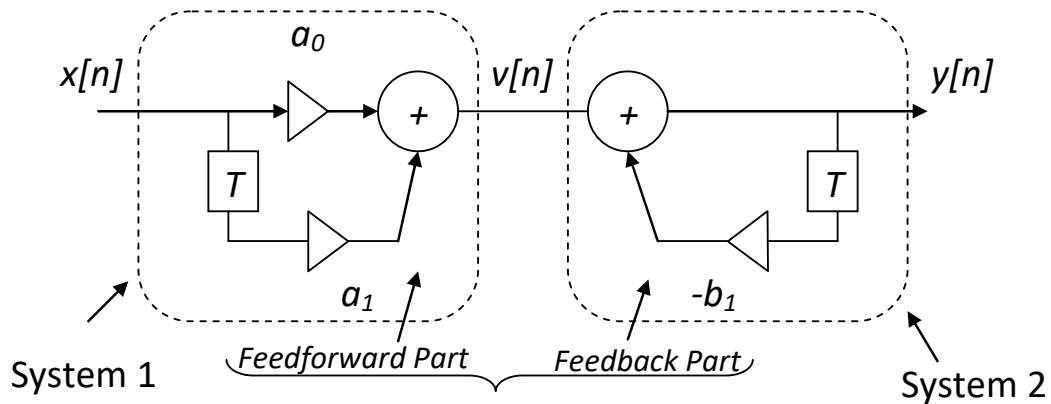 a₀
x[n] v[n] y[n]
+ +
T T
a₁ -b₁
Feedforward Part Feedback Part
System 1 System 2